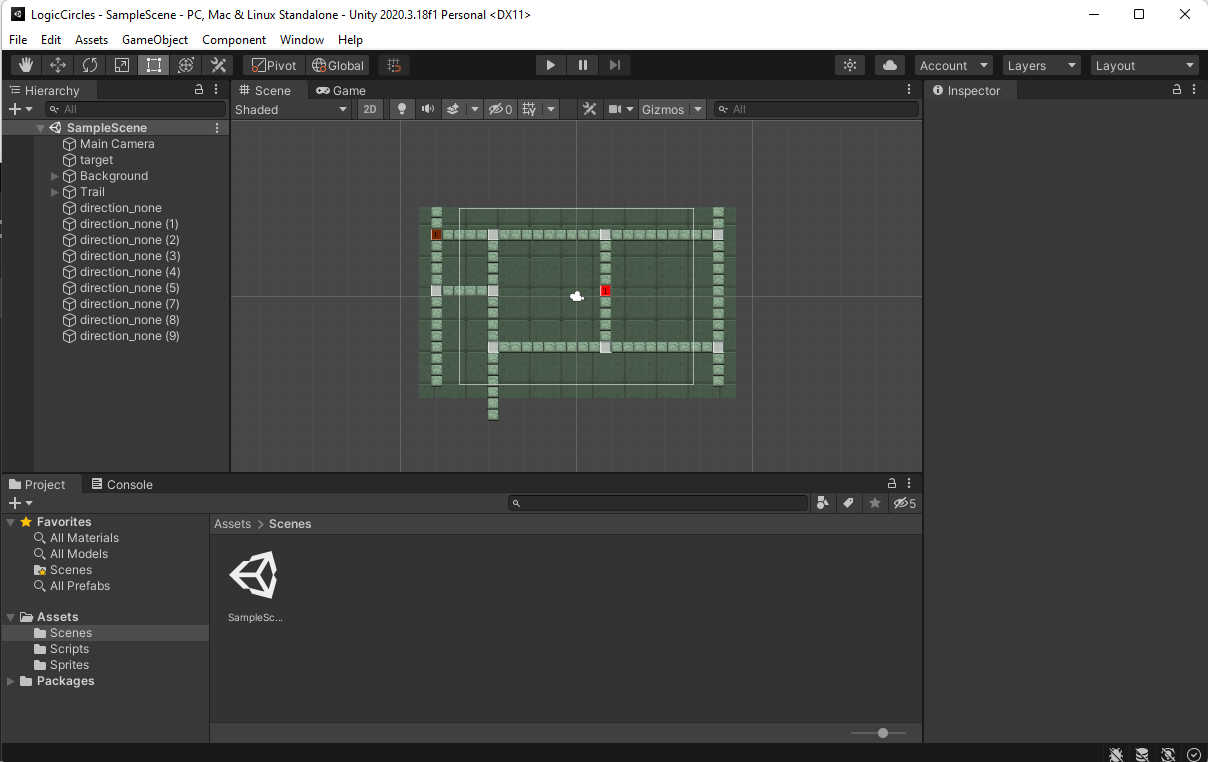 LogicCircles - SampleScene - PC, Mac & Linux Standalone - Unity 2020.3.18f1 Personal <DX11>
File Edit Assets GameObject Component Window Help
Pivot Global Account Layers Layout
Hierarchy
All
SampleScene
Main Camera
target
Background
Trail
direction_none
direction_none (1)
direction_none (2)
direction_none (3)
direction_none (4)
direction_none (5)
direction_none (7)
direction_none (8)
direction_none (9)
Scene Game
Shaded 2D 0 Gizmos All
Inspector
Project Console
5
Favorites
All Materials
All Models
Scenes
All Prefabs
Assets
Scenes
Scripts
Sprites
Packages
Assets > Scenes
SampleSc...